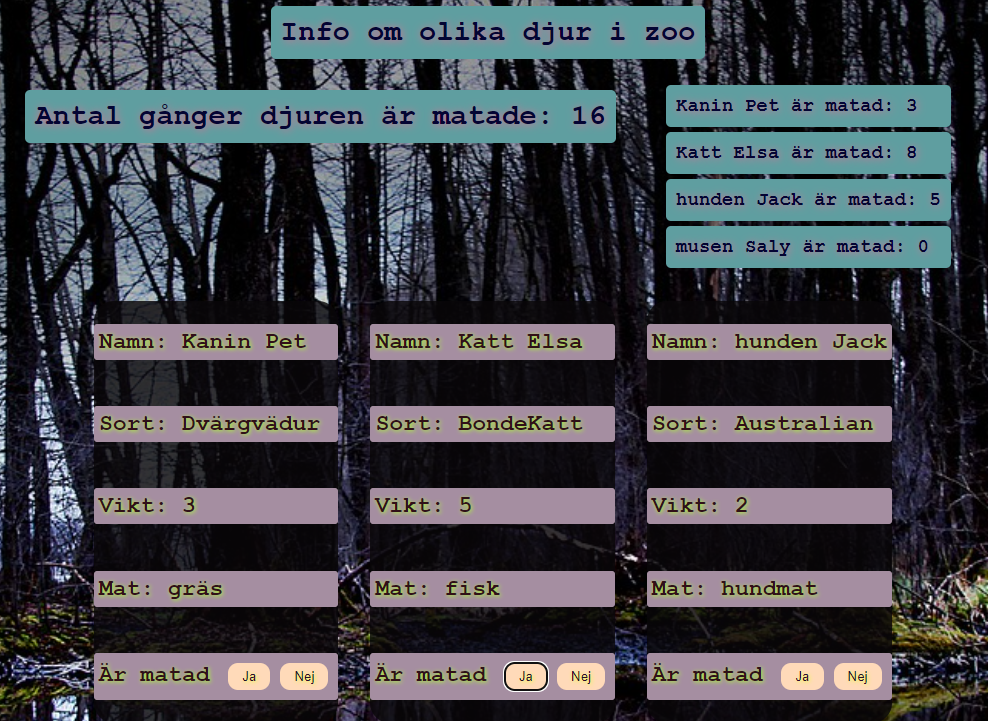 Info om olika djur i zoo
Antal gånger djuren är matade: 16
Kanin Pet är matad: 3
Katt Elsa är matad: 8
hunden Jack är matad: 5
musen Saly är matad: 0
Namn: Kanin Pet
Sort: Dvärgvädur
Vikt: 3
Mat: gräs
Är matad Ja Nej
Namn: Katt Elsa
Sort: BondeKatt
Vikt: 5
Mat: fisk
Är matad Ja Nej
Namn: hunden Jack
Sort: Australian
Vikt: 2
Mat: hundmat
Är matad Ja Nej